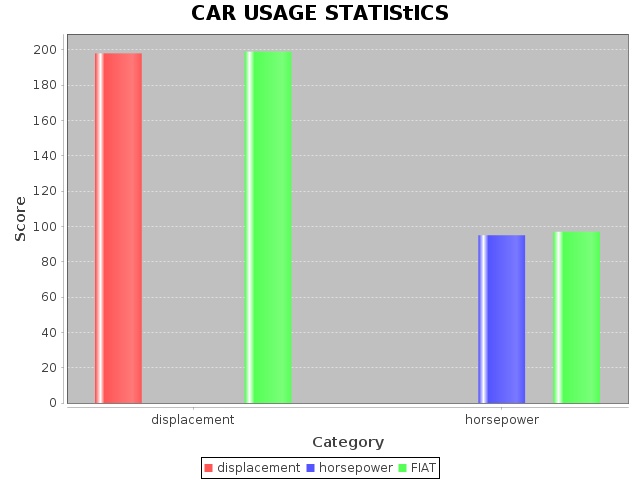 CAR USAGE STATIStICS
200
180
160
140
120
100
80
60
40
20
0
Score
displacement horsepower
Category
displacement horsepower FIAT